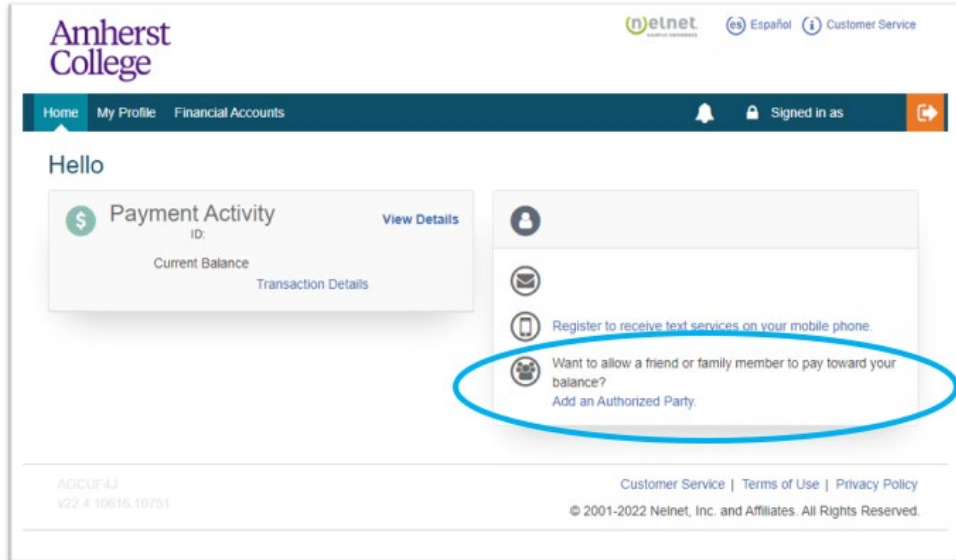 Amherst
College
nelnet
CAMPUS COMMERCE
es Español i Customer Service
Home My Profile Financial Accounts
Signed in as
Hello
$ Payment Activity View Details
ID:
Current Balance
Transaction Details
Register to receive text services on your mobile phone.
Want to allow a friend or family member to pay toward your
balance?
Add an Authorized Party.
AGCUF4J
v22.4.10616.10751
Customer Service | Terms of Use | Privacy Policy
© 2001-2022 Nelnet, Inc. and Affiliates. All Rights Reserved.